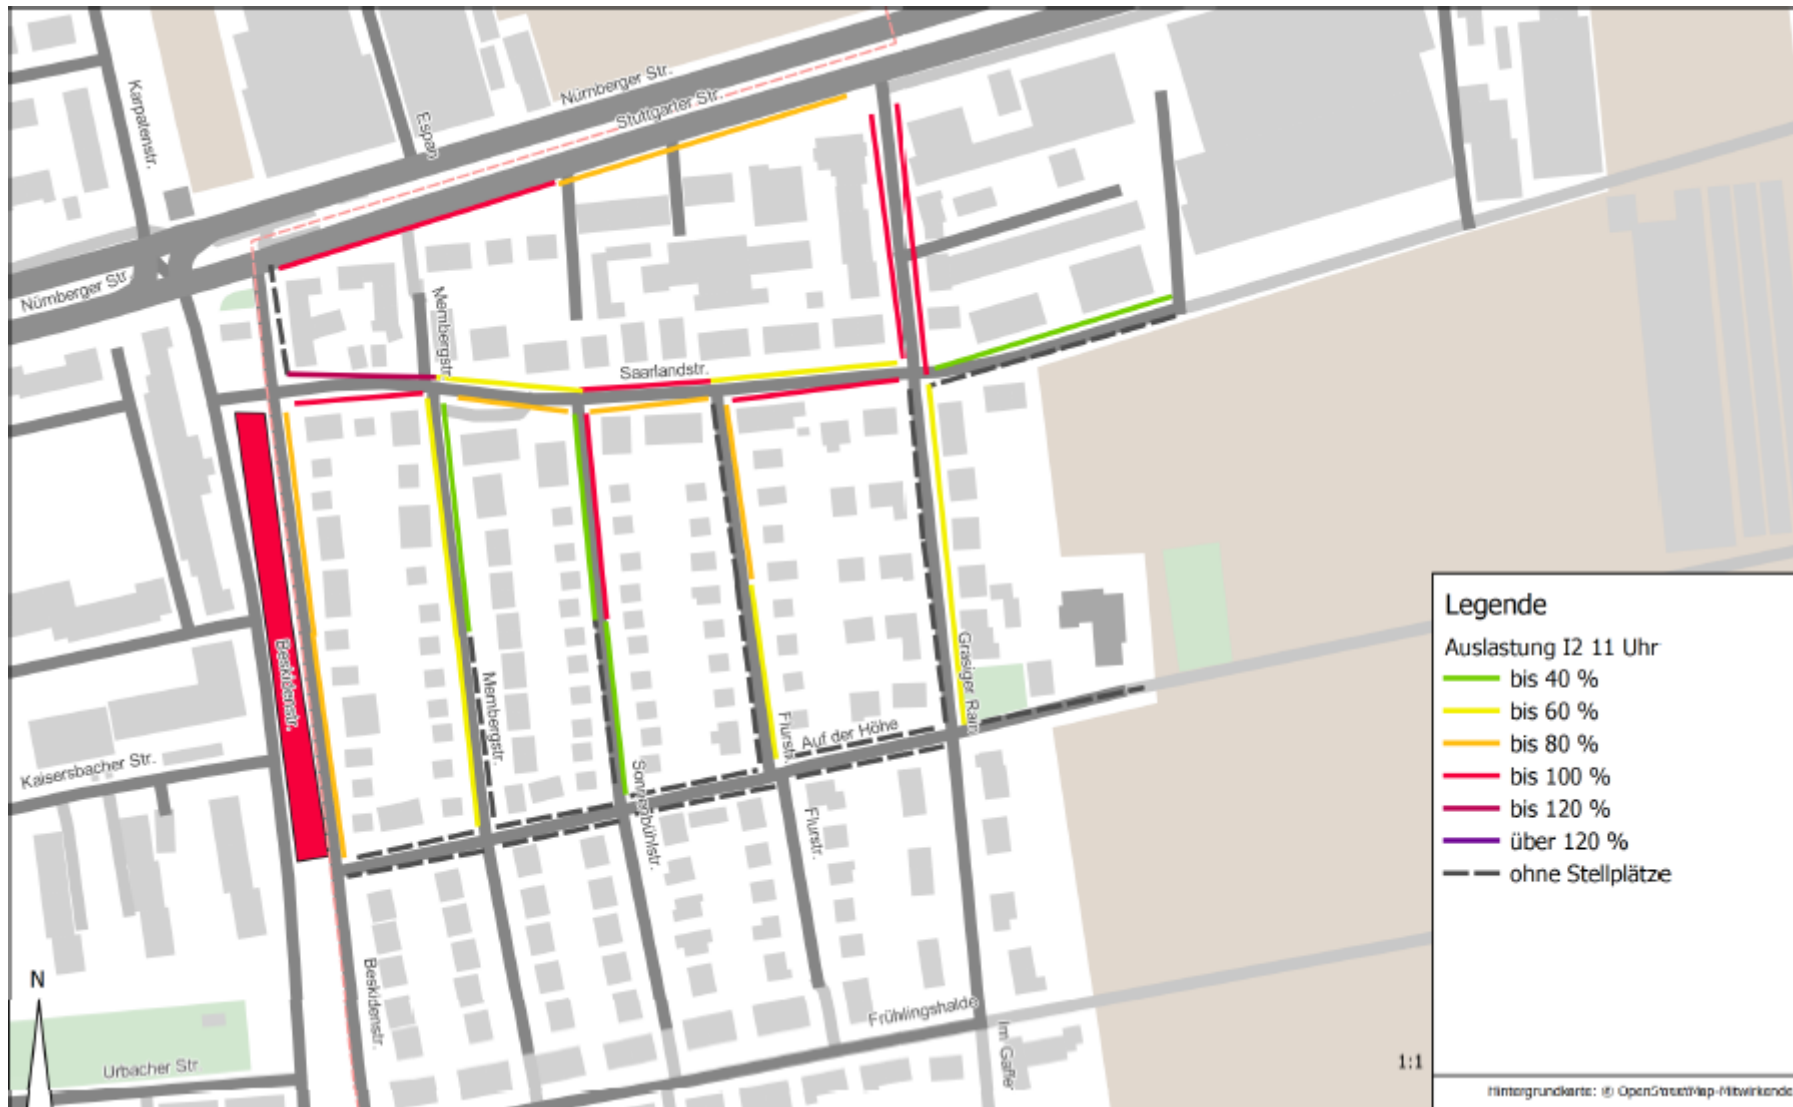 Nürnberger Str.
Stuttgarter Str.
Karpatenstr.
Espan
Nürnberger Str.
Membergstr.
Saarlandstr.
Beskidenstr.
Membergstr.
Kaisersbacher Str.
Sonnenbühlstr.
Flurstr.
Auf der Höhe
Grasiger Rain
Flurstr.
Beskidenstr.
Frühlingshalde
Im Gaffler
Urbacher Str
N
1:1
Legende
Auslastung I2 11 Uhr
bis 40 %
bis 60 %
bis 80 %
bis 100 %
bis 120 %
über 120 %
ohne Stellplätze
Hintergrundkarte: © OpenStreetMap-Mitwirkende